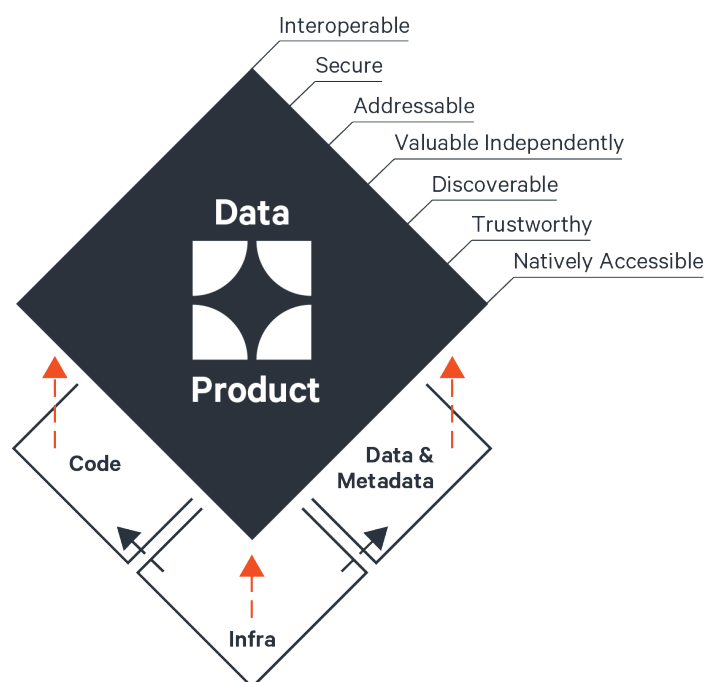 Interoperable
Secure
Addressable
Valuable Independently
Discoverable
Trustworthy
Natively Accessible
Data
Product
Code
Data &
Metadata
Infra